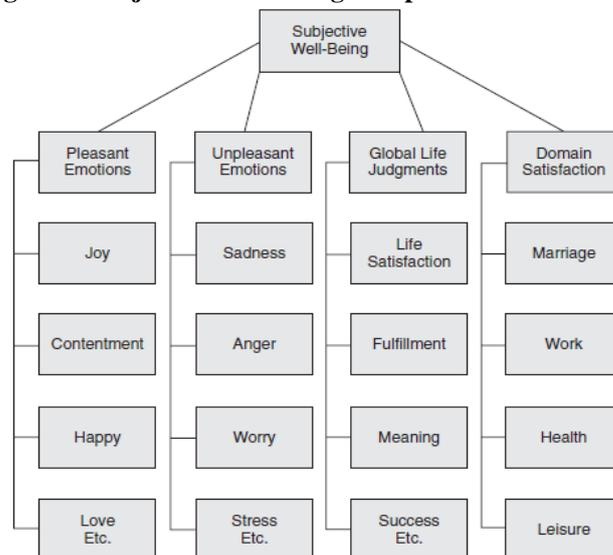 Subjective
Well-Being
Pleasant
Emotions
Unpleasant
Emotions
Global Life
Judgments
Domain
Satisfaction
Joy
Sadness
Life
Satisfaction
Marriage
Contentment
Anger
Fulfillment
Work
Happy
Worry
Meaning
Health
Love
Etc.
Stress
Etc.
Success
Etc.
Leisure